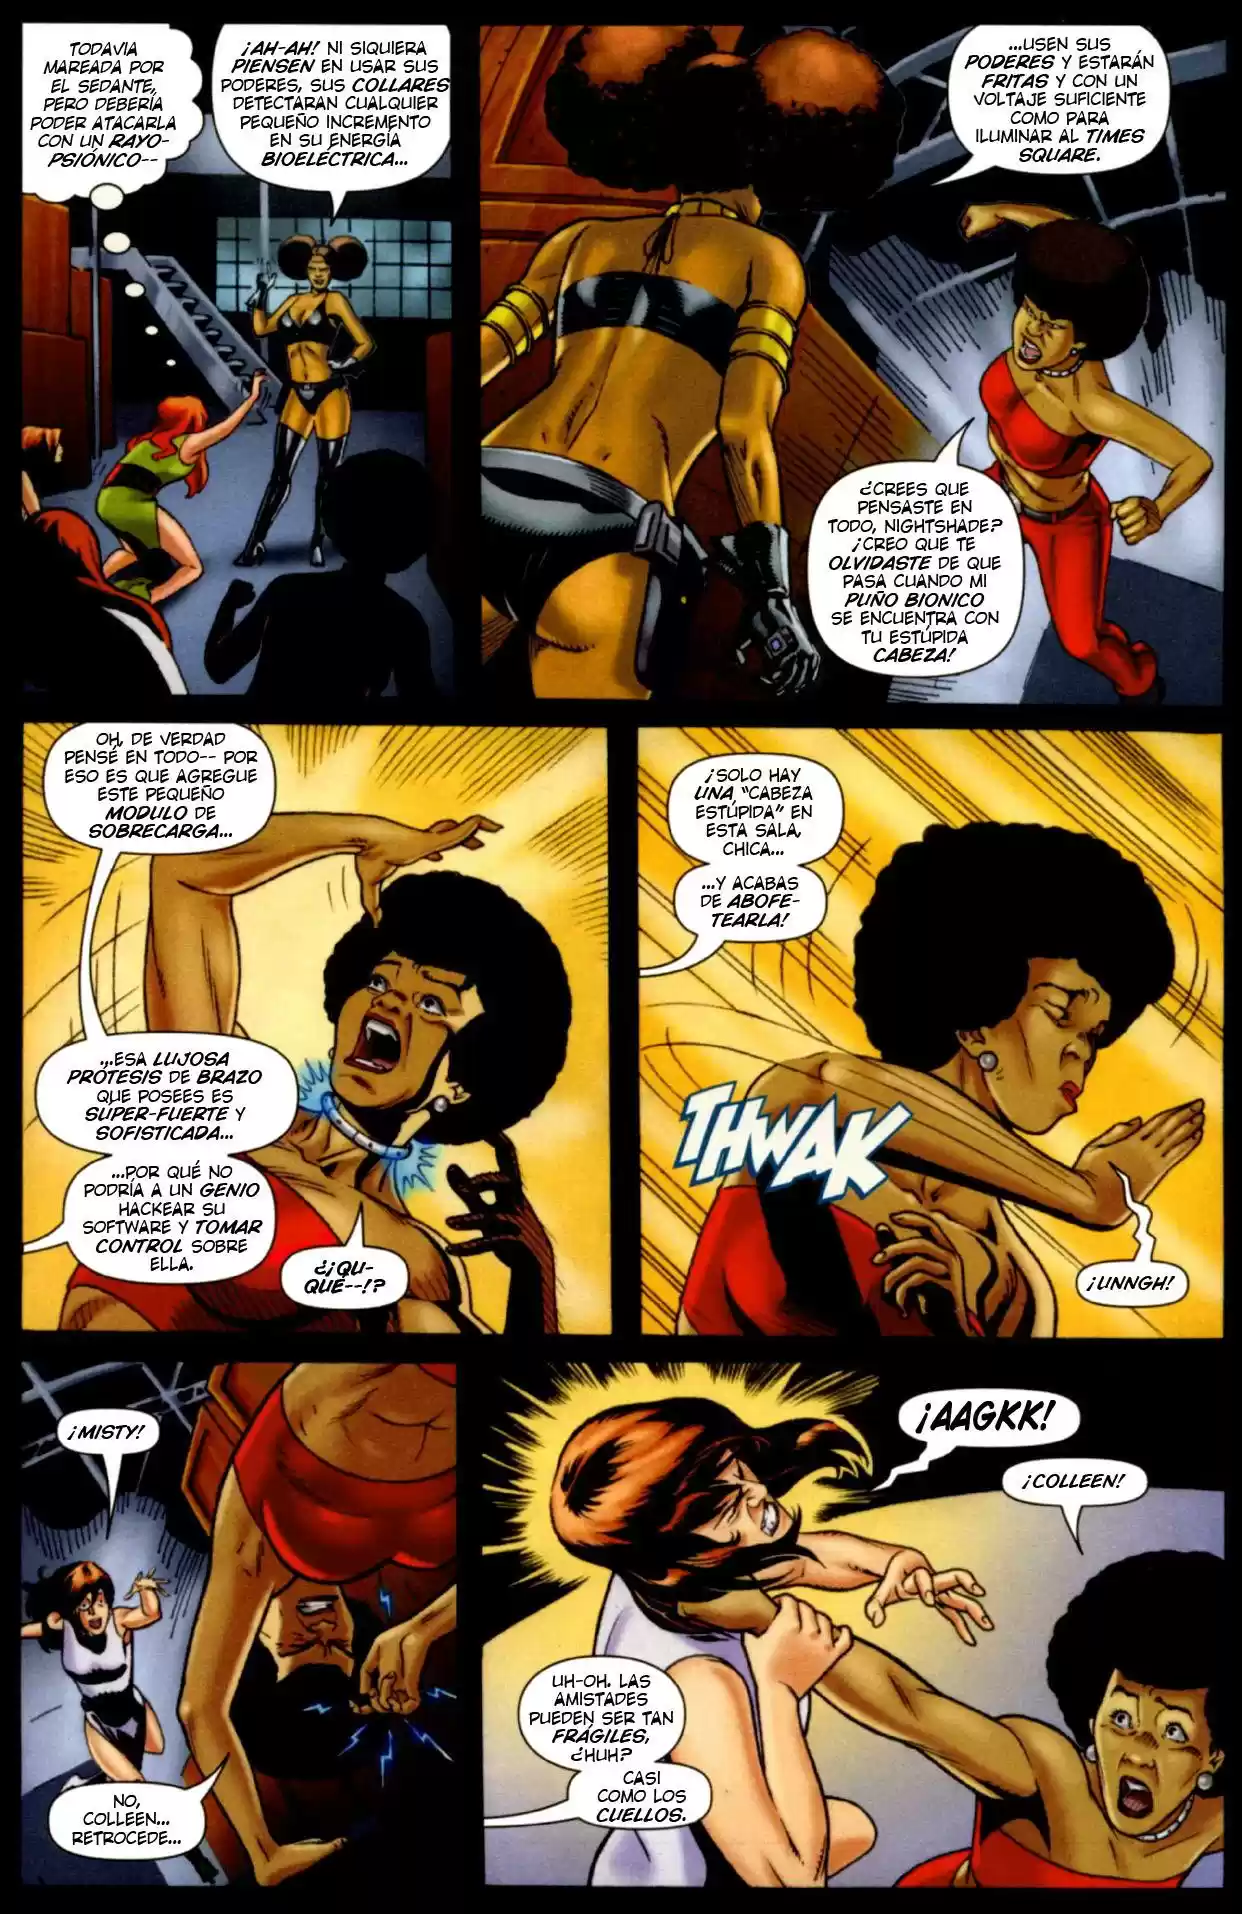 TODAVIA
MAREADA POR
EL SEDANTE,
PERO DEBERÍA
PODER ATACARLA
CON UN RAYO-
PSIÓNICO--
¡AH-AH! NI SIQUIERA
PIENSEN EN USAR SUS
PODERES, SUS COLLARES
DETECTARAN CUALQUIER
PEQUEÑO INCREMENTO
EN SU ENERGÍA
BIOELÉCTRICA...
...USEN SUS
PODERES Y ESTARÁN
FRITAS Y CON UN
VOLTAJE SUFICIENTE
COMO PARA
ILUMINAR AL TIMES
SQUARE.
¿CREES QUE
PENSASTE EN
TODO, NIGHTSHADE?
¡CREO QUE TE
OLVIDASTE DE QUE
PASA CUANDO MI
PUÑO BIONICO
SE ENCUENTRA CON
TU ESTÚPIDA
CABEZA!
OH, DE VERDAD
PENSÉ EN TODO-- POR
ESO ES QUE AGREGUE
ESTE PEQUEÑO
MODULO DE
SOBRECARGA...
...ESA LUJOSA
PRÓTESIS DE BRAZO
QUE POSEES ES
SUPER-FUERTE Y
SOFISTICADA...
...POR QUÉ NO
PODRÍA A UN GENIO
HACKEAR SU
SOFTWARE Y TOMAR
CONTROL SOBRE
ELLA.
¿¡QU-
QUÉ--!?
¡SOLO HAY
UNA "CABEZA
ESTÚPIDA" EN
ESTA SALA,
CHICA...
...Y ACABAS
DE ABOFE-
TEARLA!
THWAK
¡UNNGH!
¡MISTY!
NO,
COLLEEN...
RETROCEDE...
¡AAGKK!
¡COLLEEN!
UH-OH. LAS
AMISTADES
PUEDEN SER TAN
FRÁGILES,
¿HUH?
CASI
COMO LOS
CUELLOS.